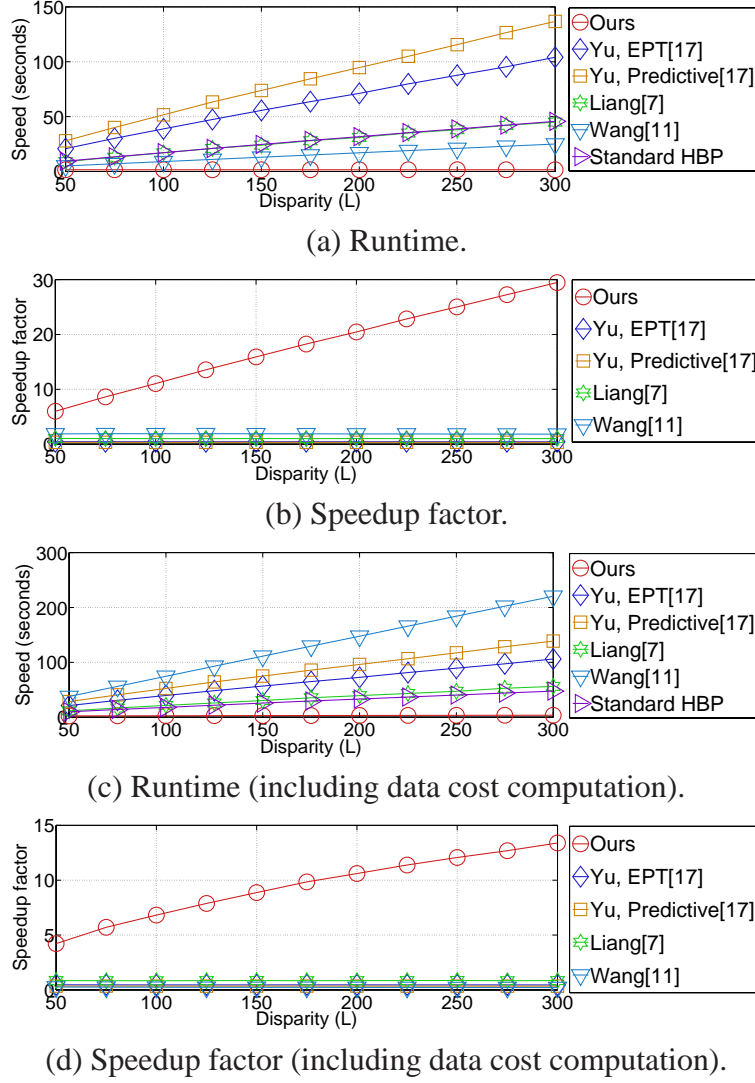 150
100
50
0
Speed (seconds)
50 100 150 200 250 300
Disparity (L)
Ours
Yu, EPT[17]
Yu, Predictive[17]
Liang[7]
Wang[11]
Standard HBP
(a) Runtime.
30
20
10
0
Speedup factor
50 100 150 200 250 300
Disparity (L)
Ours
Yu, EPT[17]
Yu, Predictive[17]
Liang[7]
Wang[11]
(b) Speedup factor.
300
200
100
0
Speed (seconds)
50 100 150 200 250 300
Disparity (L)
Ours
Yu, EPT[17]
Yu, Predictive[17]
Liang[7]
Wang[11]
Standard HBP
(c) Runtime (including data cost computation).
15
10
5
0
Speedup factor
50 100 150 200 250 300
Disparity (L)
Ours
Yu, EPT[17]
Yu, Predictive[17]
Liang[7]
Wang[11]
(d) Speedup factor (including data cost computation).